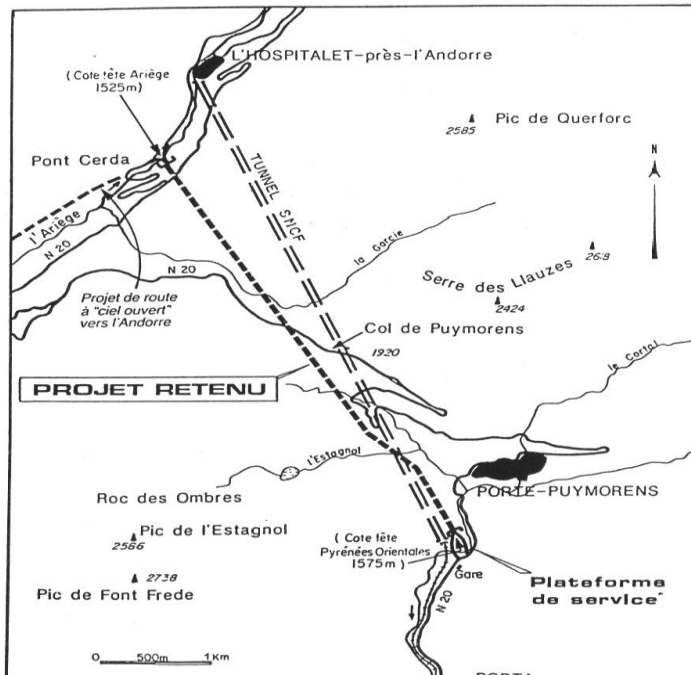 L'HOSPITALET-près-l'Andorre
(Cote tête Ariège
1525m)
Pic de Querforc
2585
Pont Cerda
N
TUNNEL SNCF
l'Ariège
N 20
la Garcie
N 20
Serre des Llauzes
2424
Projet de route
à "ciel ouvert"
vers l'Andorre
Col de Puymorens
1920
le Cortal
PROJET RETENU
l'Estagnol
PORTE-PUYMORENS
Roc des Ombres
Pic de l'Estagnol
2566
(Cote tête
Pyrénées Orientales
1575m)
Gare
2738
Pic de Font Frede
Plateforme
de service
N 20
0 500m 1Km